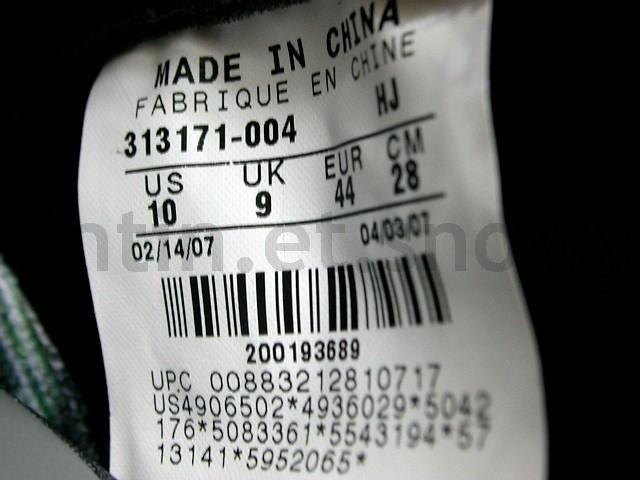 MADE IN CHINA
FABRIQUE EN CHINE
313171-004 HJ
US UK EUR CM
10 9 44 28
02/14/07 04/03/07
200193689
UPC 00883212810717
US4906502*4936029*5042
176*5083361*5543194*57
13141*5952065*